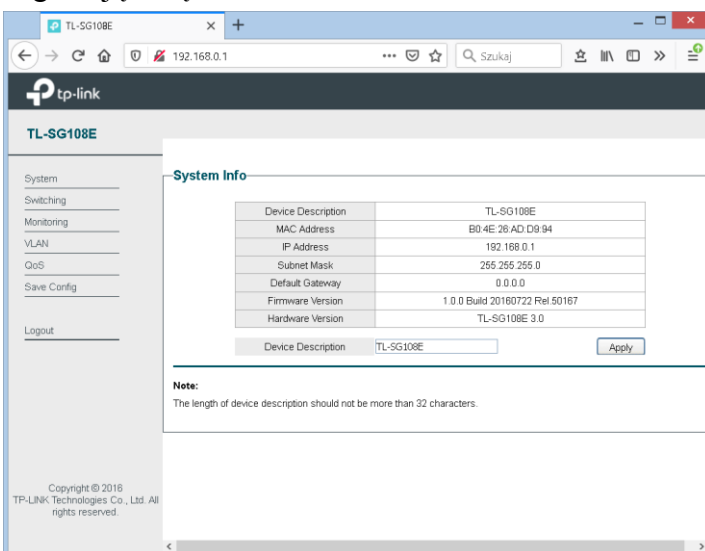 TL-SG108E
192.168.0.1
Szukaj
tp-link
TL-SG108E
System
Switching
Monitoring
VLAN
QoS
Save Config
Logout
System Info
Device Description TL-SG108E
MAC Address B0:4E:26:AD:D9:94
IP Address 192.168.0.1
Subnet Mask 255.255.255.0
Default Gateway 0.0.0.0
Firmware Version 1.0.0 Build 20160722 Rel.50167
Hardware Version TL-SG108E 3.0
Device Description TL-SG108E Apply
Note:
The length of device description should not be more than 32 characters.
Copyright © 2016
TP-LINK Technologies Co., Ltd. All
rights reserved.